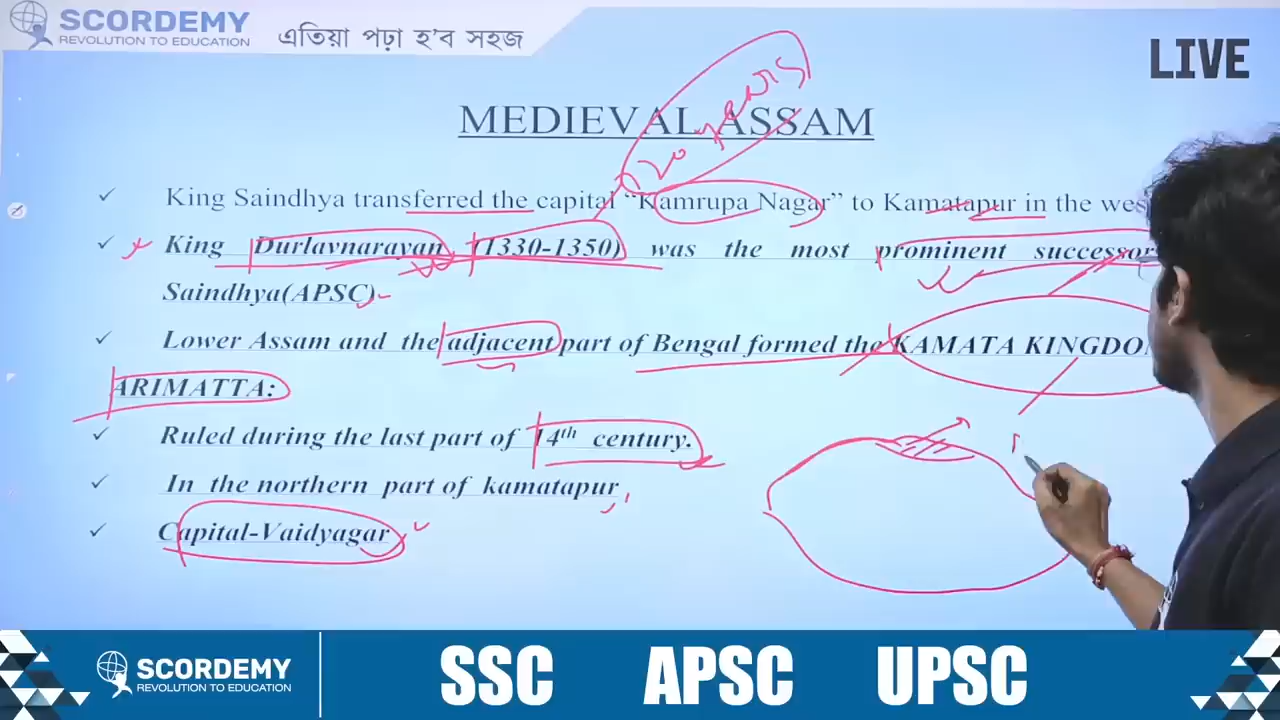 SCORDEMY
REVOLUTION TO EDUCATION
এতিয়া পঢ়া হ'ব সহজ
LIVE
MEDIEVAL ASSAM
20 years
✓ King Saindhya transferred the capital “Kamrupa Nagar” to Kamatapur in the wes
✓ King Durlavnarayan (1330-1350) was the most prominent successor
Saindhya(APSC)
✓ Lower Assam and the adjacent part of Bengal formed the KAMATA KINGDO
ARIMATTA:
✓ Ruled during the last part of 14th century.
✓ In the northern part of kamatapur
✓ Capital-Vaidyagar
SCORDEMY
REVOLUTION TO EDUCATION
SSC APSC UPSC